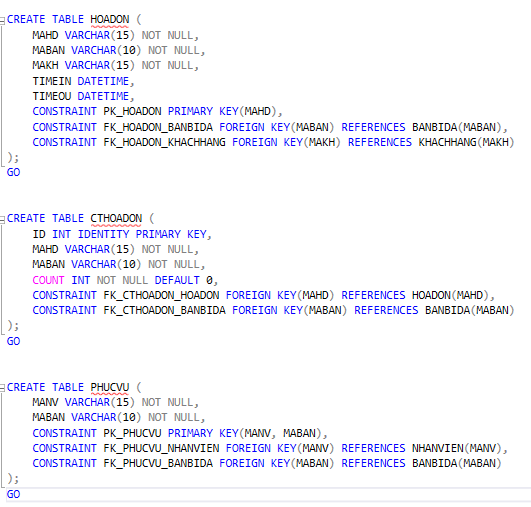 CREATE TABLE HOADON (
MAHD VARCHAR(15) NOT NULL,
MABAN VARCHAR(10) NOT NULL,
MAKH VARCHAR(15) NOT NULL,
TIMEIN DATETIME,
TIMEOU DATETIME,
CONSTRAINT PK_HOADON PRIMARY KEY(MAHD),
CONSTRAINT FK_HOADON_BANBIDA FOREIGN KEY(MABAN) REFERENCES BANBIDA(MABAN),
CONSTRAINT FK_HOADON_KHACHHANG FOREIGN KEY(MAKH) REFERENCES KHACHHANG(MAKH)
);
GO
CREATE TABLE CTHOADON (
ID INT IDENTITY PRIMARY KEY,
MAHD VARCHAR(15) NOT NULL,
MABAN VARCHAR(10) NOT NULL,
COUNT INT NOT NULL DEFAULT 0,
CONSTRAINT FK_CTHOADON_HOADON FOREIGN KEY(MAHD) REFERENCES HOADON(MAHD),
CONSTRAINT FK_CTHOADON_BANBIDA FOREIGN KEY(MABAN) REFERENCES BANBIDA(MABAN)
);
GO
CREATE TABLE PHUCVU (
MANV VARCHAR(15) NOT NULL,
MABAN VARCHAR(10) NOT NULL,
CONSTRAINT PK_PHUCVU PRIMARY KEY(MANV, MABAN),
CONSTRAINT FK_PHUCVU_NHANVIEN FOREIGN KEY(MANV) REFERENCES NHANVIEN(MANV),
CONSTRAINT FK_PHUCVU_BANBIDA FOREIGN KEY(MABAN) REFERENCES BANBIDA(MABAN)
);
GO